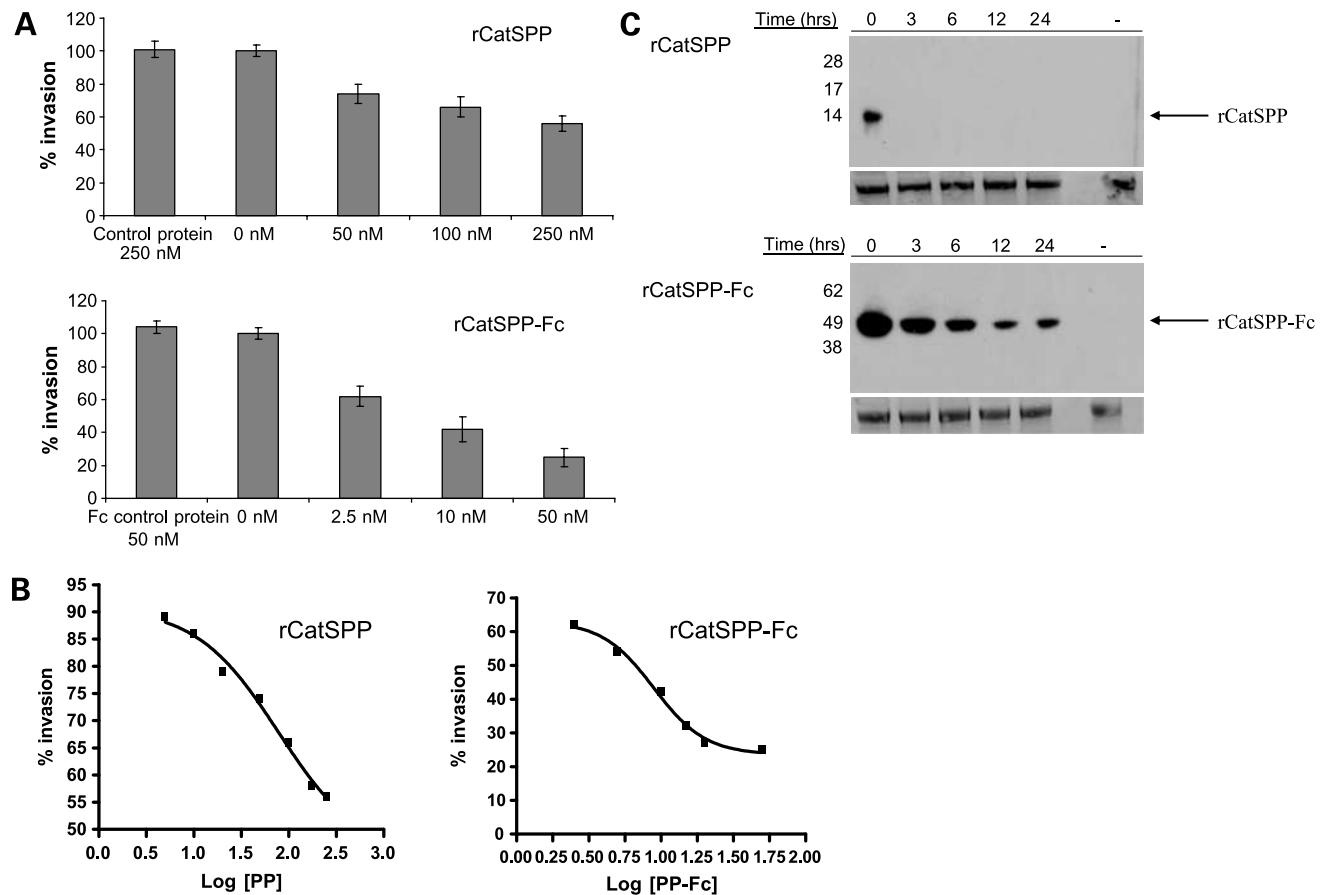 A
rCatSPP
120
100
80
60
40
20
0
% invasion
Control protein 250 nM
0 nM
50 nM
100 nM
250 nM
rCatSPP-Fc
120
100
80
60
40
20
0
% invasion
Fc control protein 50 nM
0 nM
2.5 nM
10 nM
50 nM
B
rCatSPP
95
90
85
80
75
70
65
60
55
50
% invasion
0.0 0.5 1.0 1.5 2.0 2.5 3.0
Log [PP]
rCatSPP-Fc
70
60
50
40
30
20
10
0
% invasion
0.00 0.25 0.50 0.75 1.00 1.25 1.50 1.75 2.00
Log [PP-Fc]
C
Time (hrs) 0 3 6 12 24 -
rCatSPP
28
17
14
rCatSPP
Time (hrs) 0 3 6 12 24 -
rCatSPP-Fc
62
49
38
rCatSPP-Fc